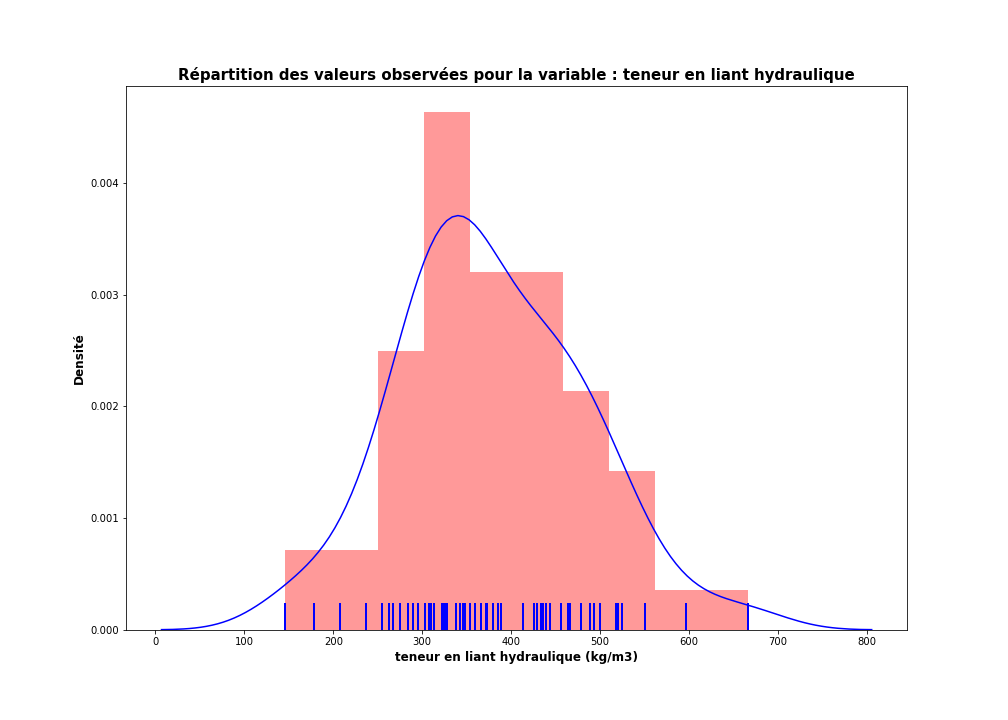 Répartition des valeurs observées pour la variable : teneur en liant hydraulique
Densité
0.004
0.003
0.002
0.001
0.000
0 100 200 300 400 500 600 700 800
teneur en liant hydraulique (kg/m3)